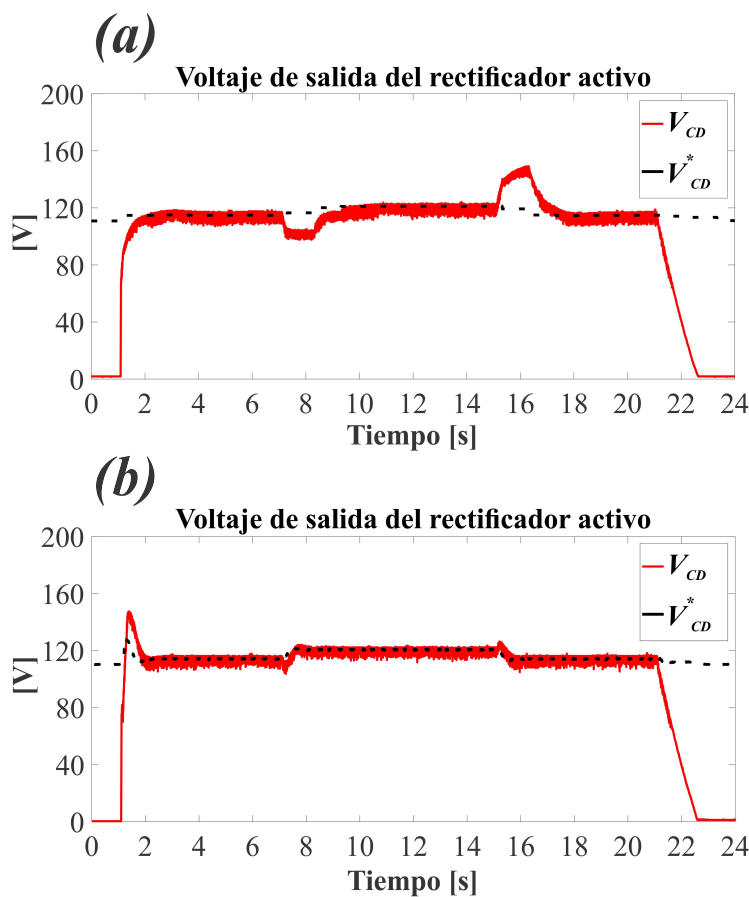 (a)
Voltaje de salida del rectificador activo
200
160
120
80
40
0
[V]
V_CD
V*_CD
0 2 4 6 8 10 12 14 16 18 20 22 24
Tiempo [s]
(b)
Voltaje de salida del rectificador activo
200
160
120
80
40
0
[V]
V_CD
V*_CD
0 2 4 6 8 10 12 14 16 18 20 22 24
Tiempo [s]